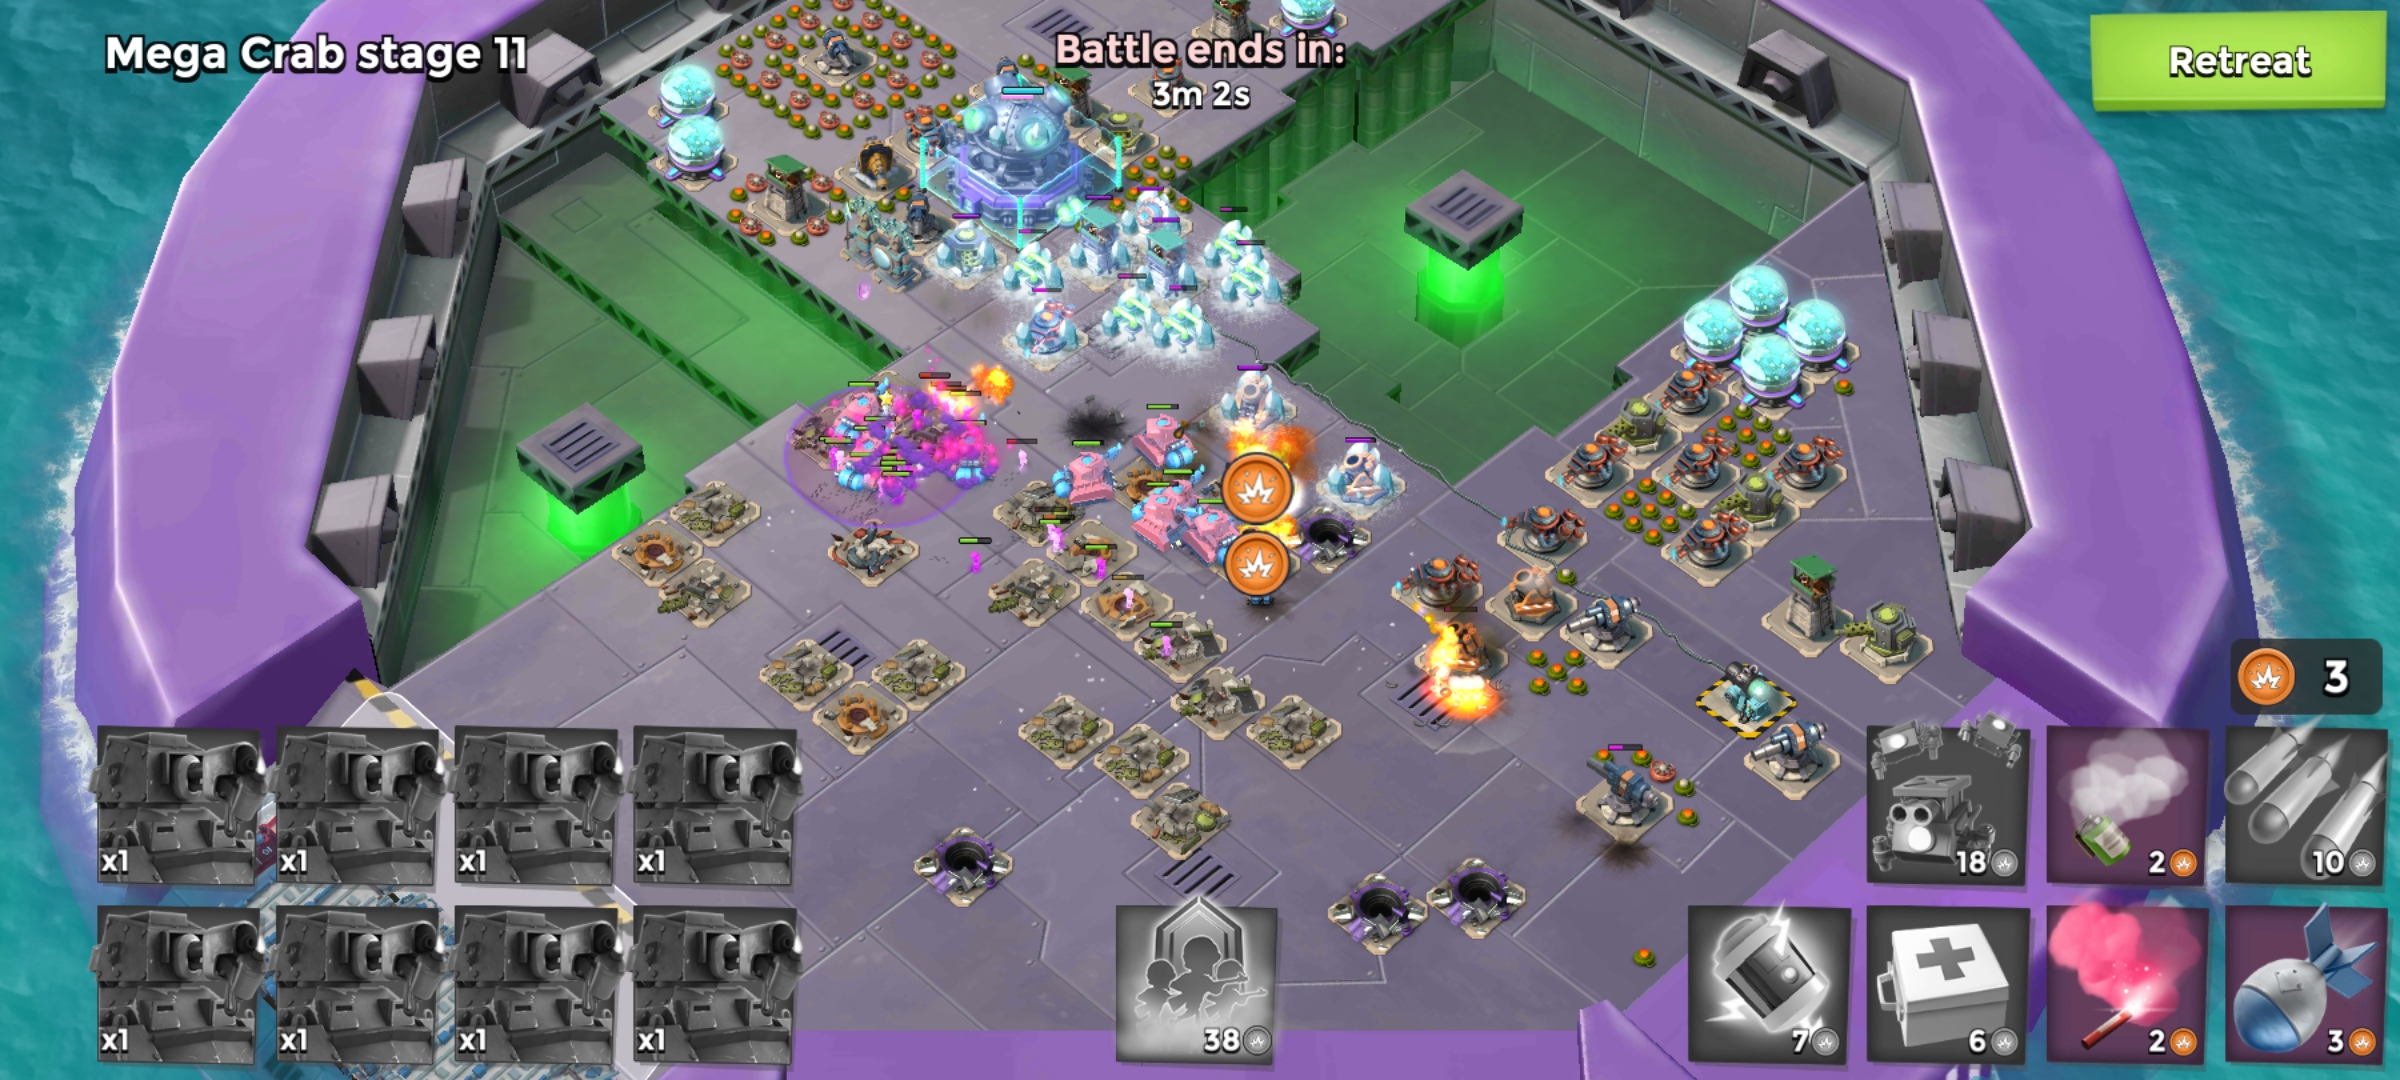 Mega Crab stage 11
Battle ends in:
3m 2s
Retreat
3
x1
x1
x1
x1
18
2
10
x1
x1
x1
x1
38
7
6
2
3